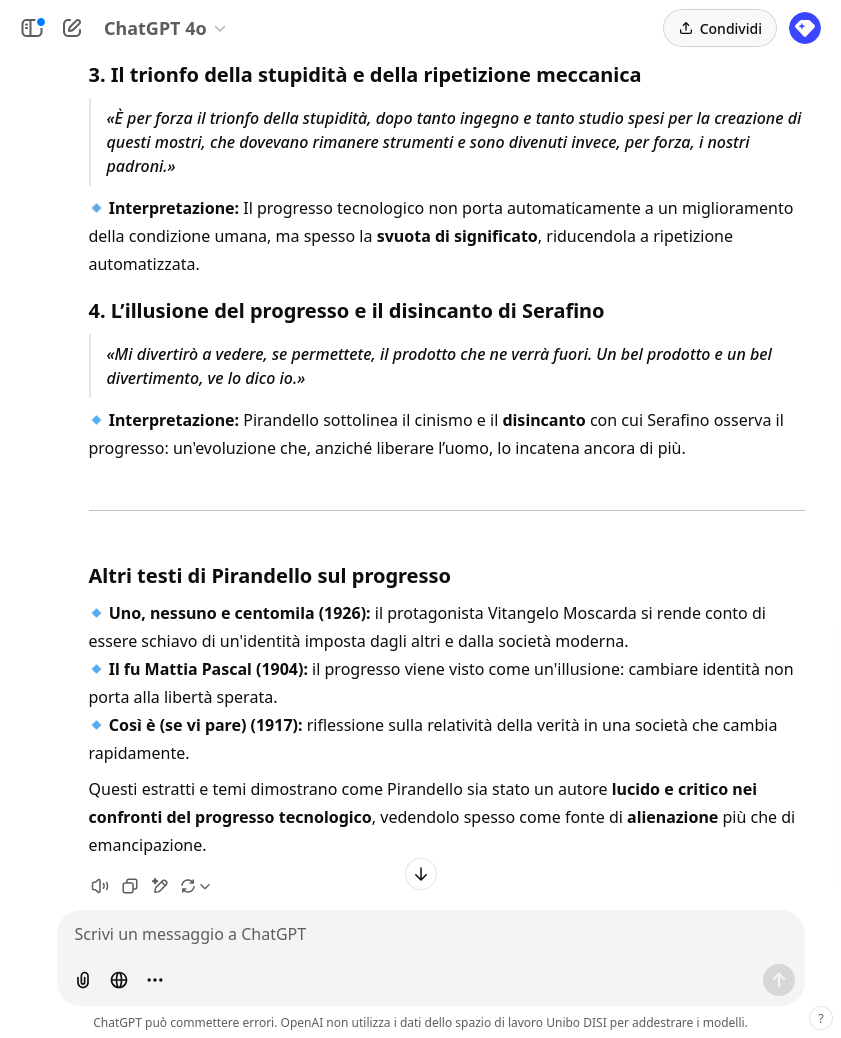 ChatGPT 4o
Condividi
3. Il trionfo della stupidità e della ripetizione meccanica
«È per forza il trionfo della stupidità, dopo tanto ingegno e tanto studio spesi per la creazione di
questi mostri, che dovevano rimanere strumenti e sono divenuti invece, per forza, i nostri
padroni.»
Interpretazione: Il progresso tecnologico non porta automaticamente a un miglioramento
della condizione umana, ma spesso la svuota di significato, riducendola a ripetizione
automatizzata.
4. L’illusione del progresso e il disincanto di Serafino
«Mi divertirò a vedere, se permettete, il prodotto che ne verrà fuori. Un bel prodotto e un bel
divertimento, ve lo dico io.»
Interpretazione: Pirandello sottolinea il cinismo e il disincanto con cui Serafino osserva il
progresso: un'evoluzione che, anziché liberare l’uomo, lo incatena ancora di più.
Altri testi di Pirandello sul progresso
Uno, nessuno e centomila (1926): il protagonista Vitangelo Moscarda si rende conto di
essere schiavo di un'identità imposta dagli altri e dalla società moderna.
Il fu Mattia Pascal (1904): il progresso viene visto come un'illusione: cambiare identità non
porta alla libertà sperata.
Così è (se vi pare) (1917): riflessione sulla relatività della verità in una società che cambia
rapidamente.
Questi estratti e temi dimostrano come Pirandello sia stato un autore lucido e critico nei
confronti del progresso tecnologico, vedendolo spesso come fonte di alienazione più che di
emancipazione.
Scrivi un messaggio a ChatGPT
ChatGPT può commettere errori. OpenAI non utilizza i dati dello spazio di lavoro Unibo DISI per addestrare i modelli.
?